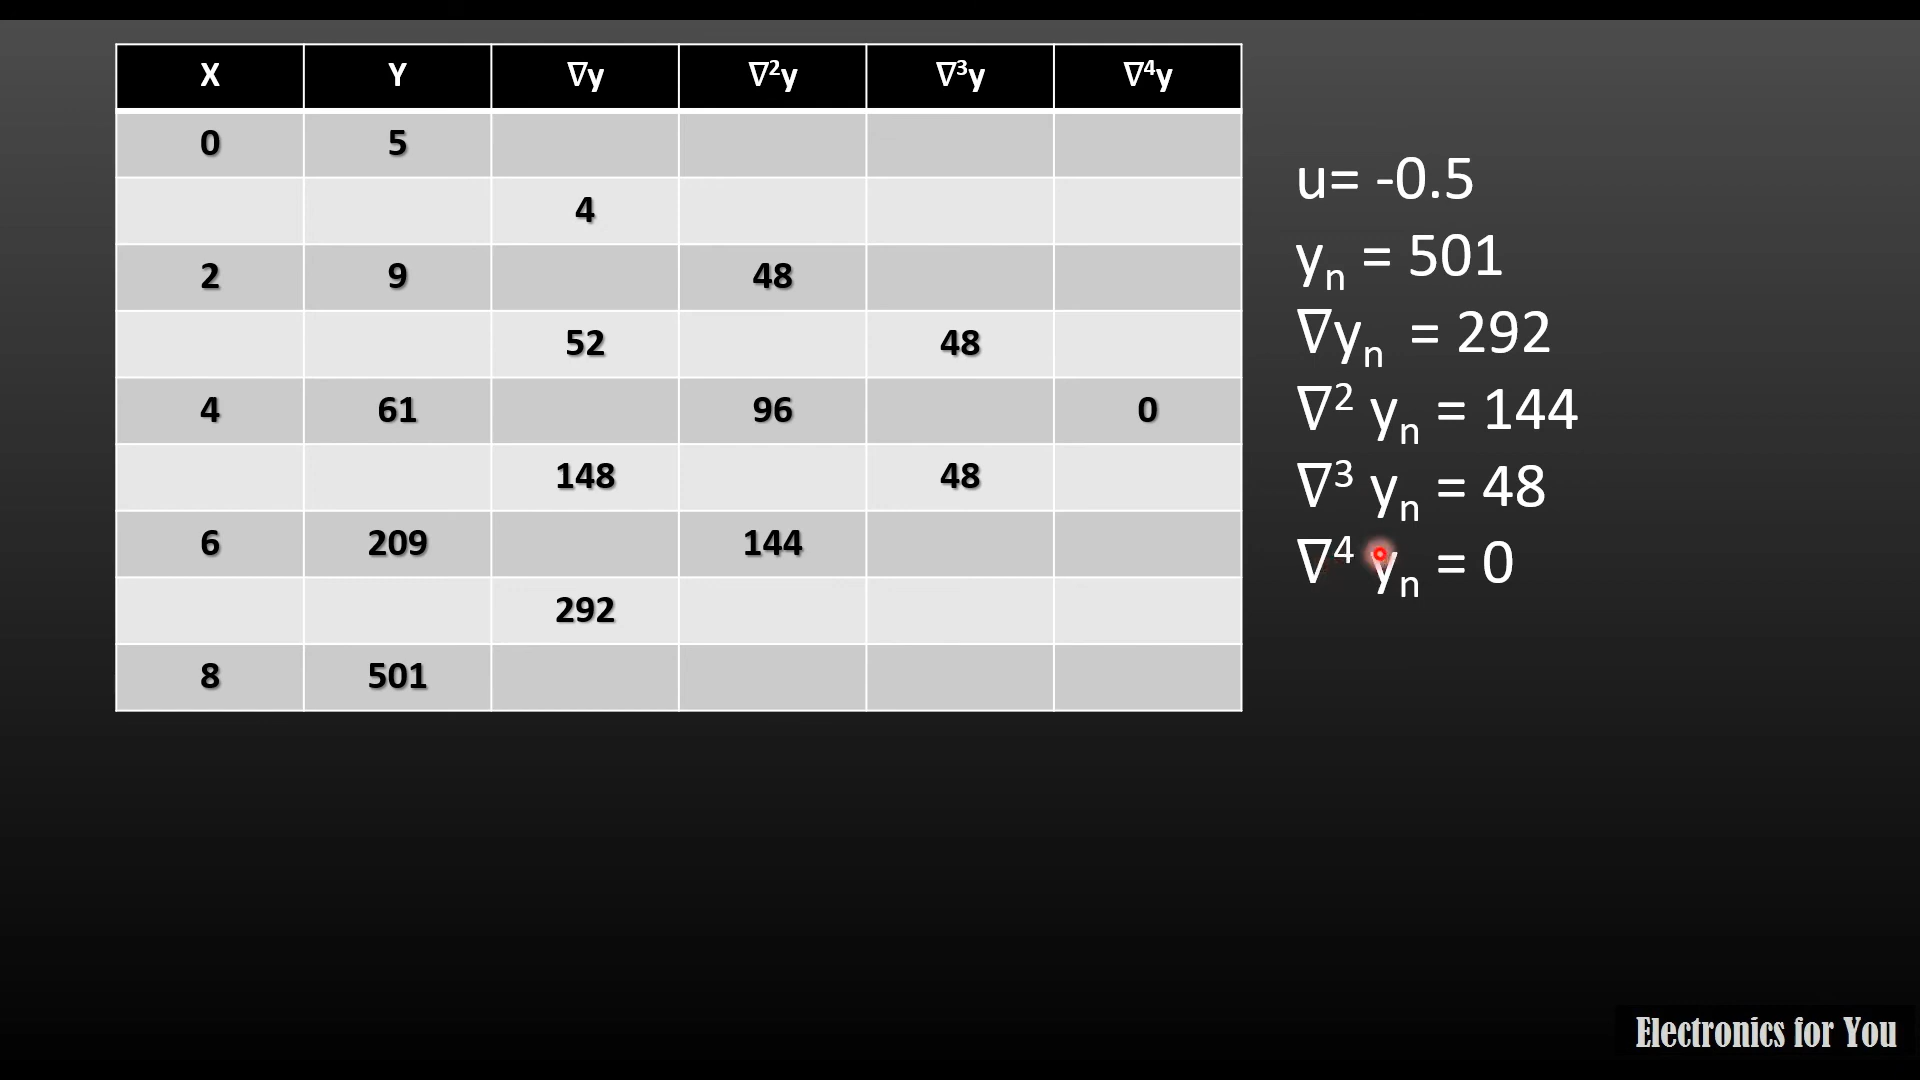 X Y ∇y ∇²y ∇³y ∇⁴y
0 5
4
2 9 48
52 48
4 61 96 0
148 48
6 209 144
292
8 501
u= -0.5
yₙ = 501
∇yₙ = 292
∇² yₙ = 144
∇³ yₙ = 48
∇⁴ yₙ = 0
Electronics for You